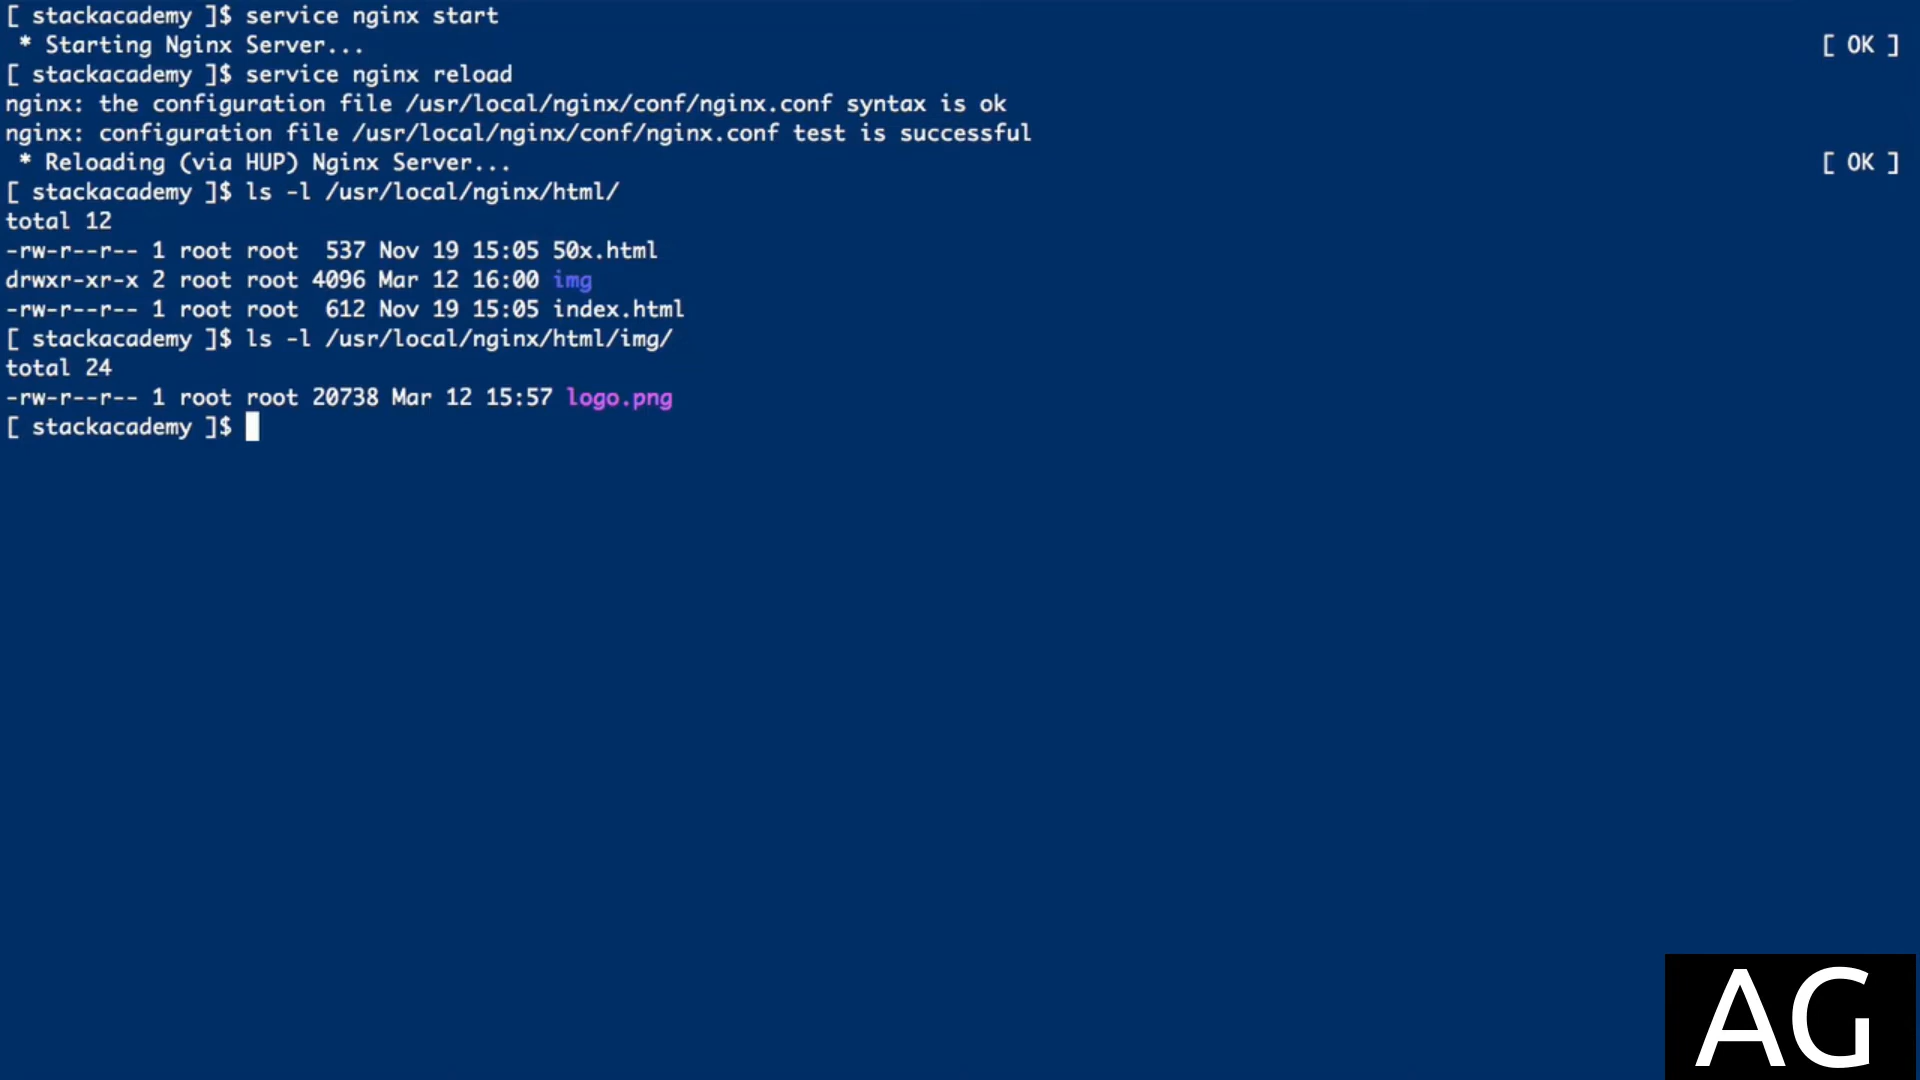 [ stackacademy ]$ service nginx start
 * Starting Nginx Server... [ OK ]
[ stackacademy ]$ service nginx reload
nginx: the configuration file /usr/local/nginx/conf/nginx.conf syntax is ok
nginx: configuration file /usr/local/nginx/conf/nginx.conf test is successful
 * Reloading (via HUP) Nginx Server... [ OK ]
[ stackacademy ]$ ls -l /usr/local/nginx/html/
total 12
-rw-r--r-- 1 root root  537 Nov 19 15:05 50x.html
drwxr-xr-x 2 root root 4096 Mar 12 16:00 img
-rw-r--r-- 1 root root  612 Nov 19 15:05 index.html
[ stackacademy ]$ ls -l /usr/local/nginx/html/img/
total 24
-rw-r--r-- 1 root root 20738 Mar 12 15:57 logo.png
[ stackacademy ]$
AG